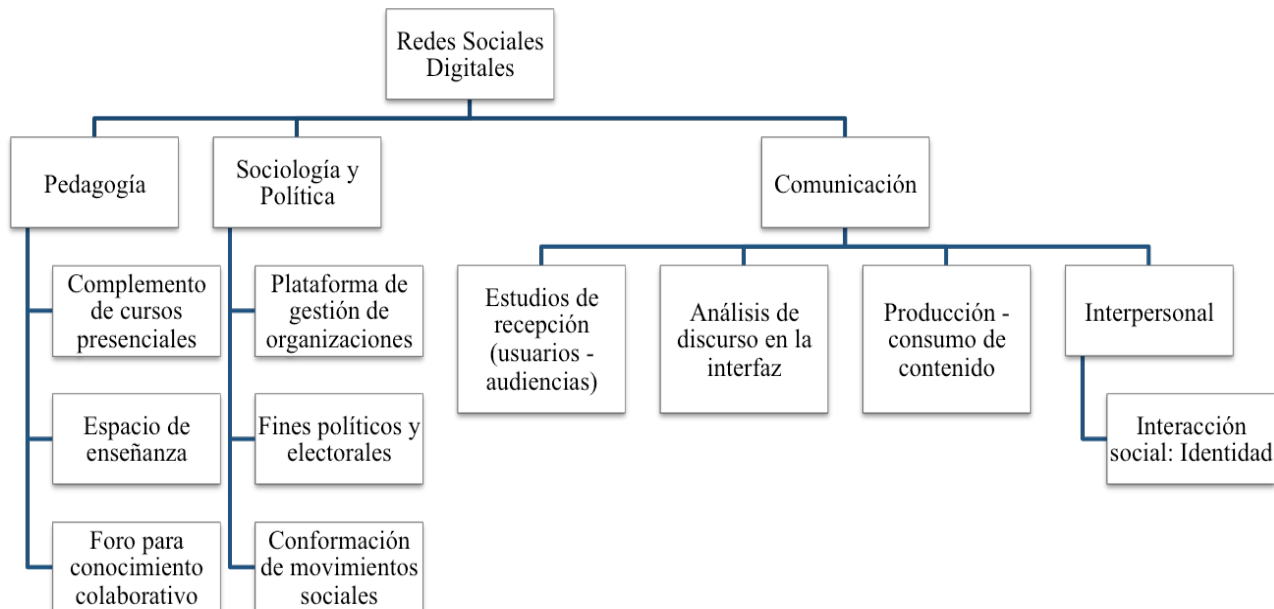 Redes Sociales
Digitales
Pedagogía
Sociología y
Política
Comunicación
Complemento
de cursos
presenciales
Espacio de
enseñanza
Foro para
conocimiento
colaborativo
Plataforma de
gestión de
organizaciones
Fines políticos y
electorales
Conformación
de movimientos
sociales
Estudios de
recepción
(usuarios -
audiencias)
Análisis de
discurso en la
interfaz
Producción -
consumo de
contenido
Interpersonal
Interacción
social: Identidad